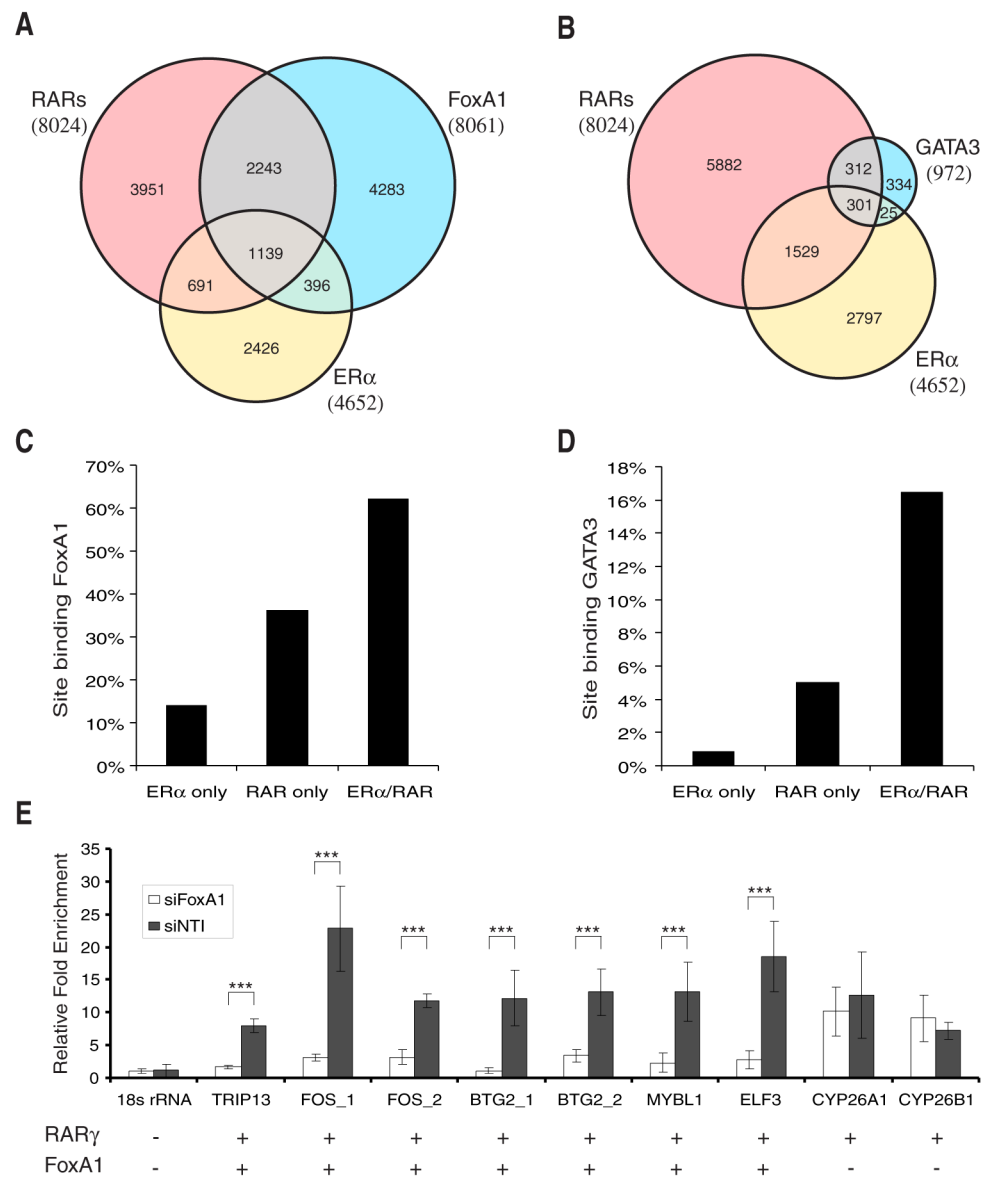 A
RARs
(8024)
FoxA1
(8061)
2243
3951
4283
1139
691
396
2426
ERα
(4652)
B
RARs
(8024)
GATA3
(972)
5882
312
334
301
25
1529
2797
ERα
(4652)
C
Site binding FoxA1
70%
60%
50%
40%
30%
20%
10%
0%
ERα only
RAR only
ERα/RAR
D
Site binding GATA3
18%
16%
14%
12%
10%
8%
6%
4%
2%
0%
ERα only
RAR only
ERα/RAR
E
Relative Fold Enrichment
35
30
25
20
15
10
5
0
siFoxA1
siNTI
***
***
***
***
***
***
***
18s rRNA TRIP13 FOS_1 FOS_2 BTG2_1 BTG2_2 MYBL1 ELF3 CYP26A1 CYP26B1
RARγ - + + + + + + + + +
FoxA1 - + + + + + + + - -